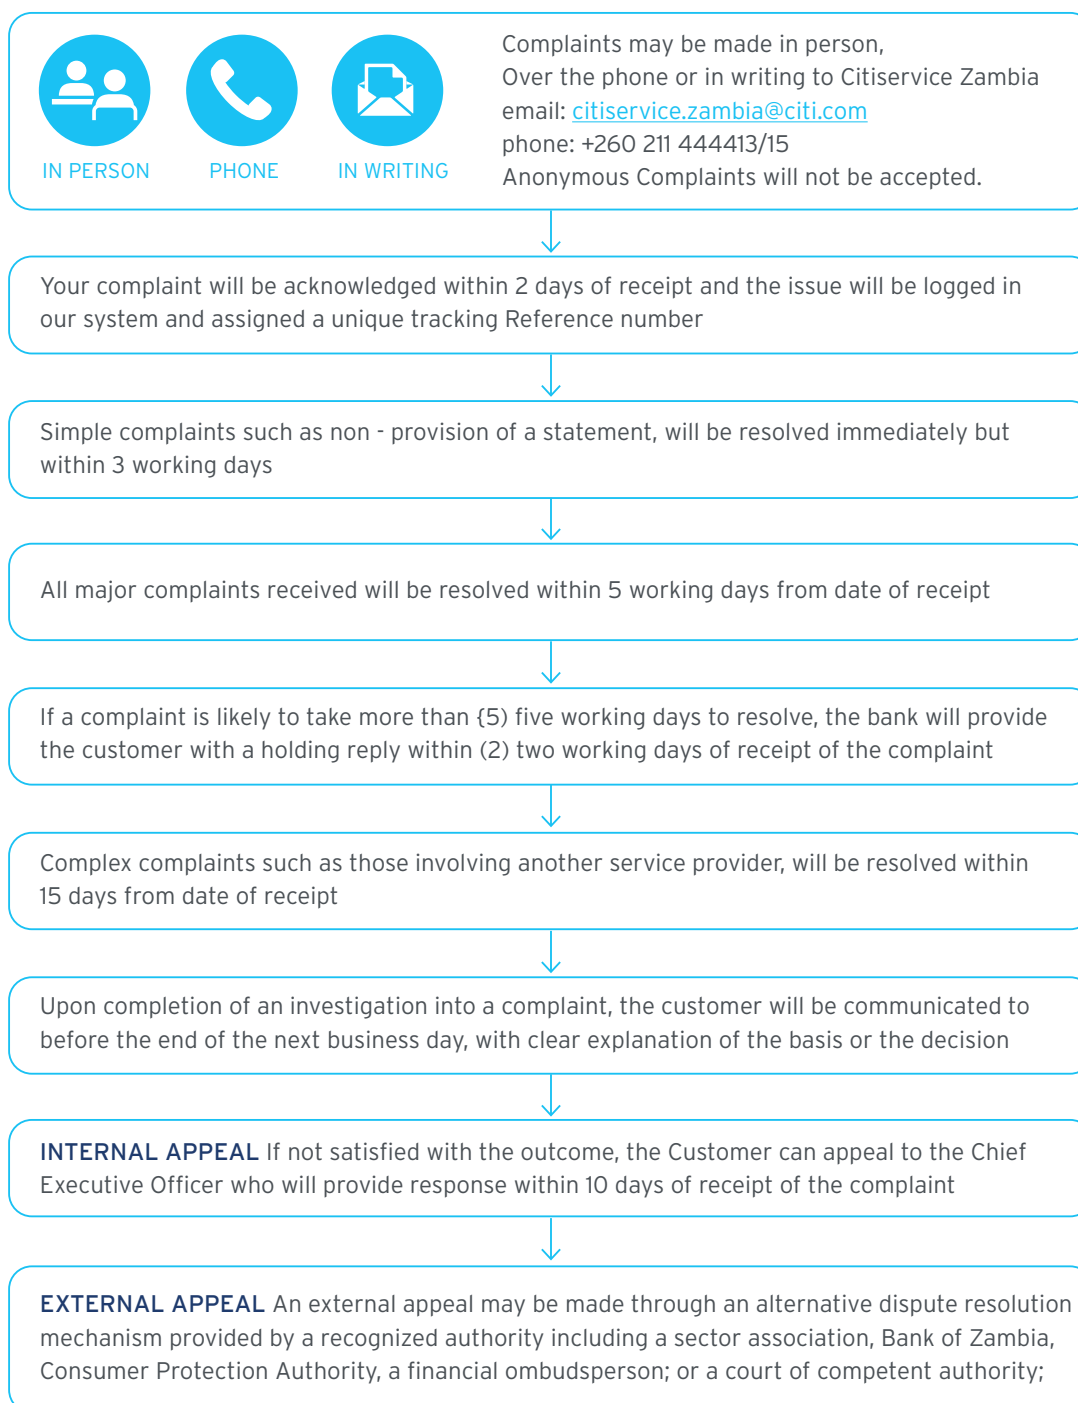 IN PERSON
PHONE
IN WRITING
Complaints may be made in person,
Over the phone or in writing to Citiservice Zambia
email: citiservice.zambia@citi.com
phone: +260 211 444413/15
Anonymous Complaints will not be accepted.
Your complaint will be acknowledged within 2 days of receipt and the issue will be logged in
our system and assigned a unique tracking Reference number
Simple complaints such as non - provision of a statement, will be resolved immediately but
within 3 working days
All major complaints received will be resolved within 5 working days from date of receipt
If a complaint is likely to take more than {5) five working days to resolve, the bank will provide
the customer with a holding reply within (2) two working days of receipt of the complaint
Complex complaints such as those involving another service provider, will be resolved within
15 days from date of receipt
Upon completion of an investigation into a complaint, the customer will be communicated to
before the end of the next business day, with clear explanation of the basis or the decision
INTERNAL APPEAL If not satisfied with the outcome, the Customer can appeal to the Chief
Executive Officer who will provide response within 10 days of receipt of the complaint
EXTERNAL APPEAL An external appeal may be made through an alternative dispute resolution
mechanism provided by a recognized authority including a sector association, Bank of Zambia,
Consumer Protection Authority, a financial ombudsperson; or a court of competent authority;